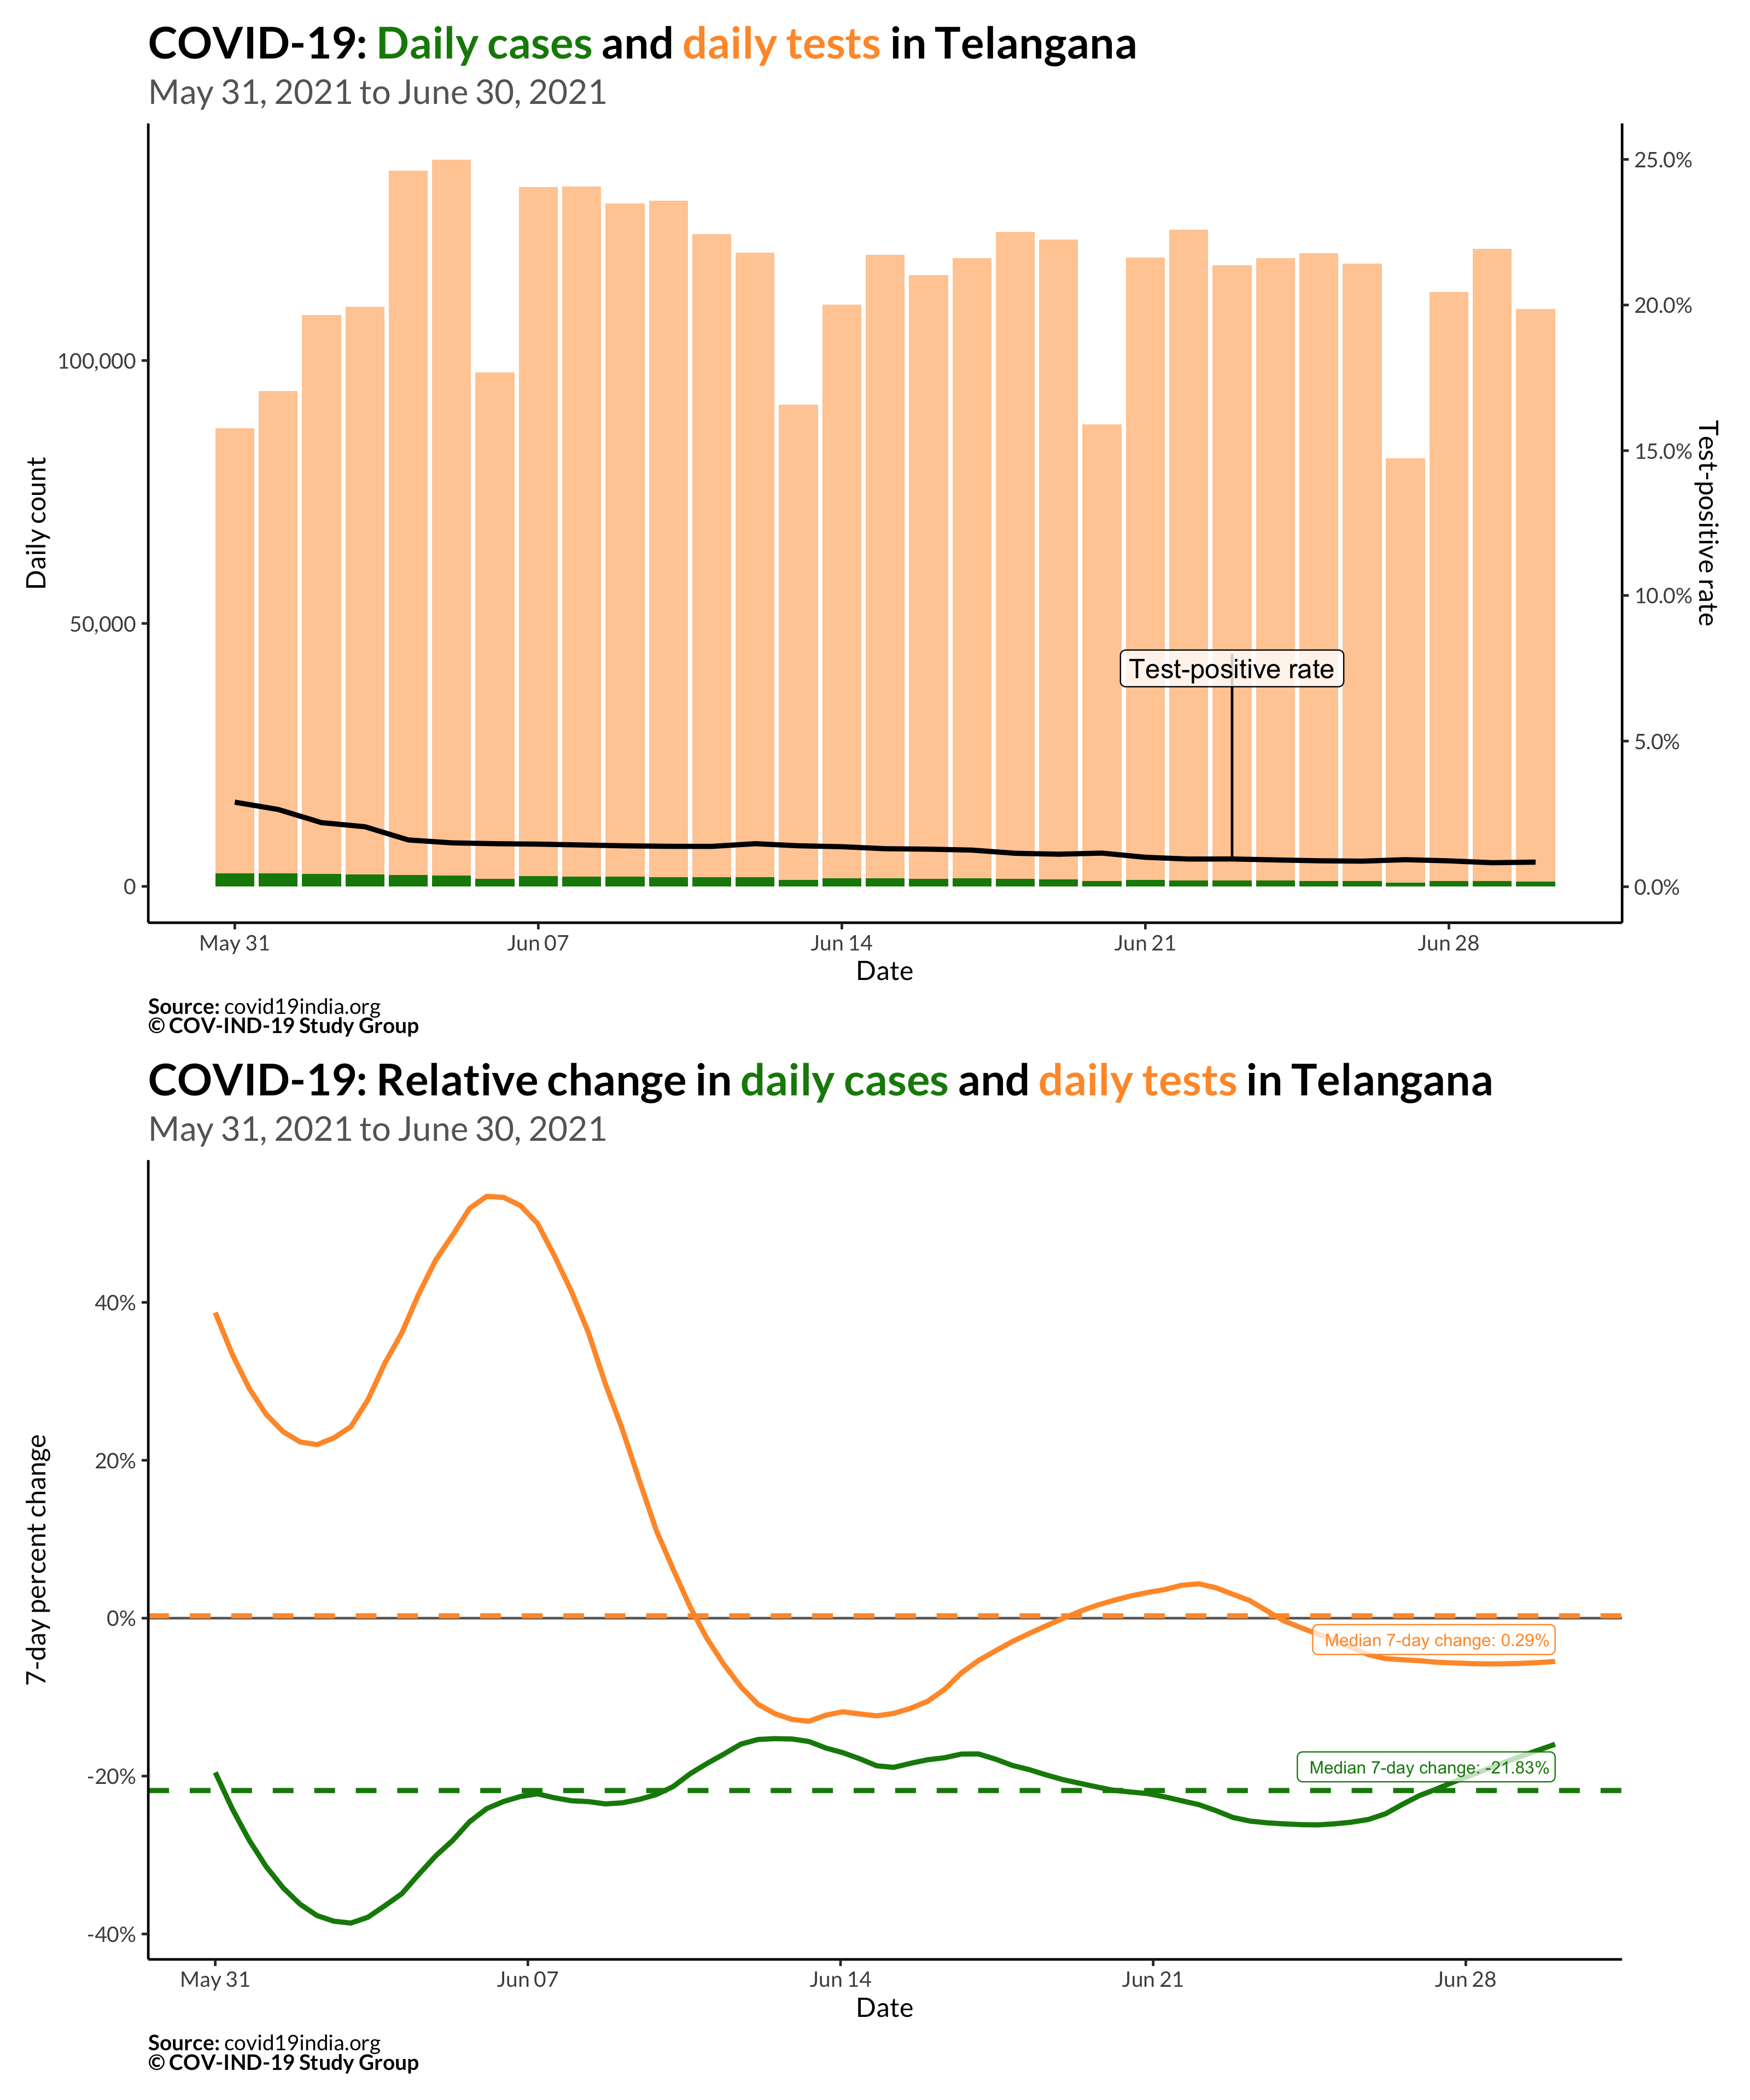 COVID-19: Daily cases and daily tests in Telangana
May 31, 2021 to June 30, 2021
Daily count
100,000
50,000
0
25.0%
20.0%
15.0%
10.0%
5.0%
0.0%
Test-positive rate
Test-positive rate
May 31
Jun 07
Jun 14
Jun 21
Jun 28
Date
Source: covid19india.org
© COV-IND-19 Study Group
COVID-19: Relative change in daily cases and daily tests in Telangana
May 31, 2021 to June 30, 2021
7-day percent change
40%
20%
0%
-20%
-40%
Median 7-day change: 0.29%
Median 7-day change: -21.83%
May 31
Jun 07
Jun 14
Jun 21
Jun 28
Date
Source: covid19india.org
© COV-IND-19 Study Group